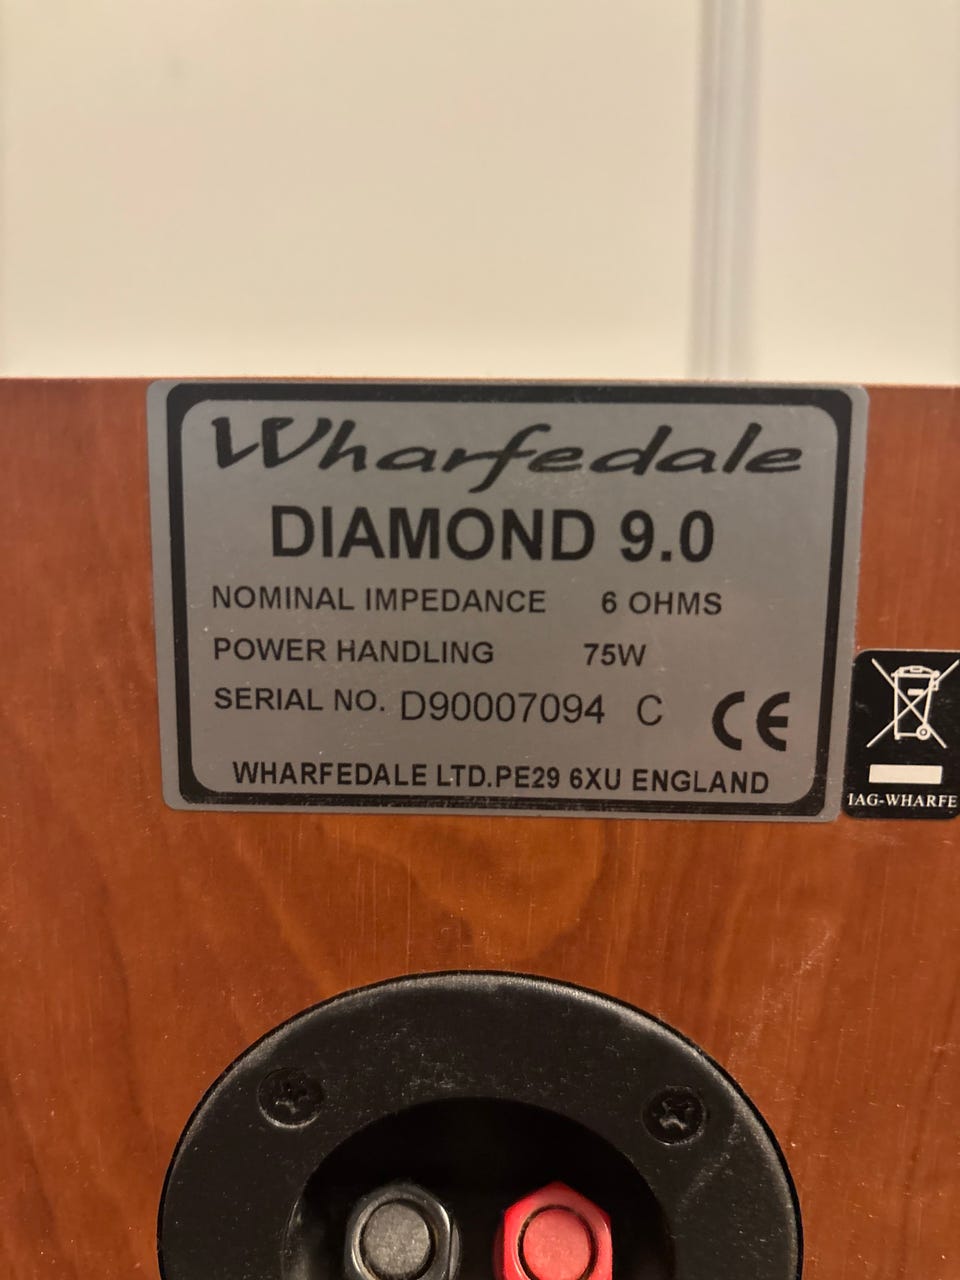 Wharfedale
DIAMOND 9.0
NOMINAL IMPEDANCE 6 OHMS
POWER HANDLING 75W
SERIAL NO. D90007094 C
CE
WHARFEDALE LTD.PE29 6XU ENGLAND
IAG-WHARFE